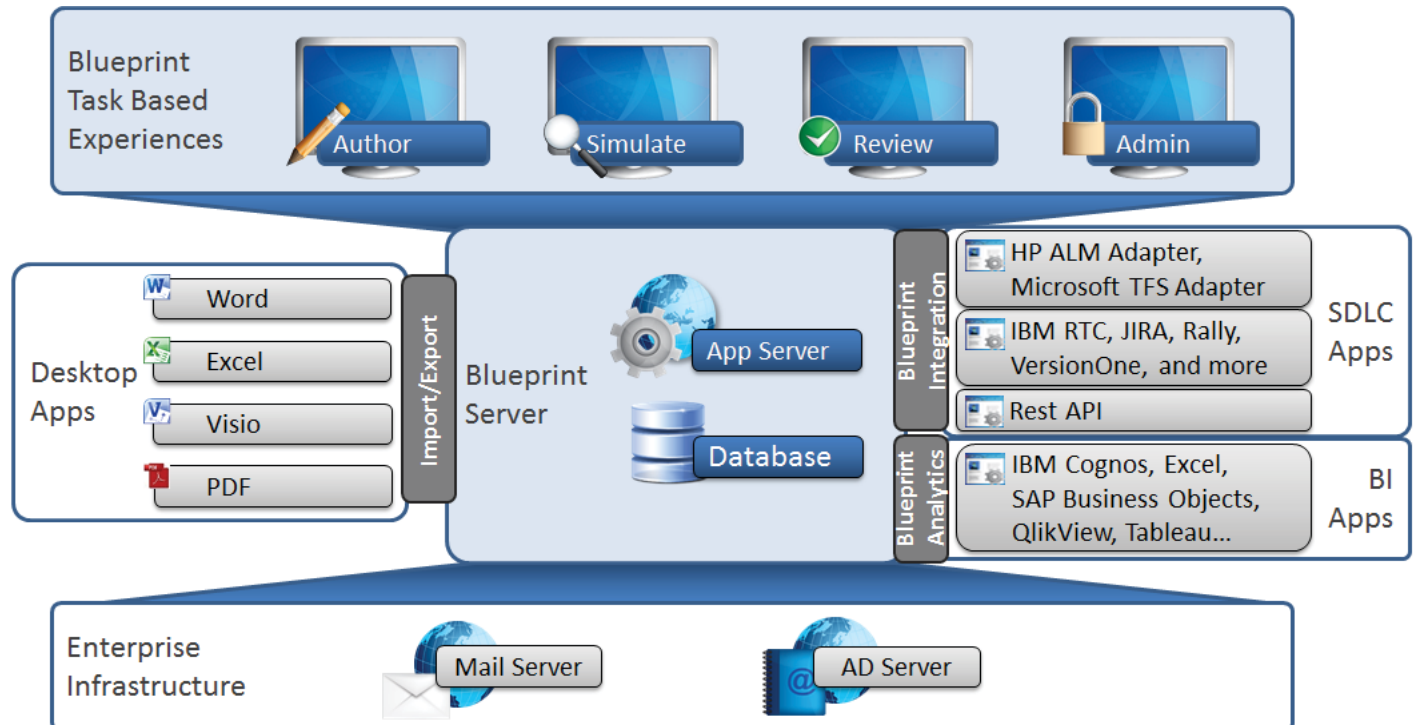 Blueprint
Task Based
Experiences
Author
Simulate
Review
Admin
Desktop
Apps
Word
Excel
Visio
PDF
Import/Export
Blueprint
Server
App Server
Database
Blueprint
Integration
HP ALM Adapter,
Microsoft TFS Adapter
IBM RTC, JIRA, Rally,
VersionOne, and more
Rest API
SDLC
Apps
Blueprint
Analytics
IBM Cognos, Excel,
SAP Business Objects,
QlikView, Tableau...
BI
Apps
Enterprise
Infrastructure
Mail Server
@
AD Server